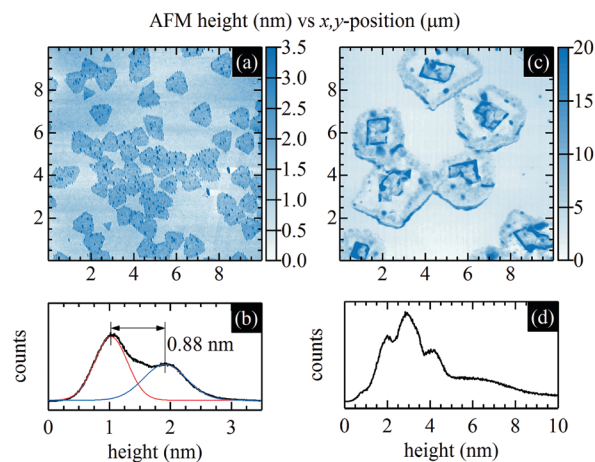 AFM height (nm) vs x,y-position (μm)
(a)
8
6
4
2
2 4 6 8
3.5
3.0
2.5
2.0
1.5
1.0
0.5
0.0
(c)
8
6
4
2
2 4 6 8
20
15
10
5
0
(b)
0.88 nm
counts
0 1 2 3
height (nm)
(d)
counts
0 2 4 6 8 10
height (nm)